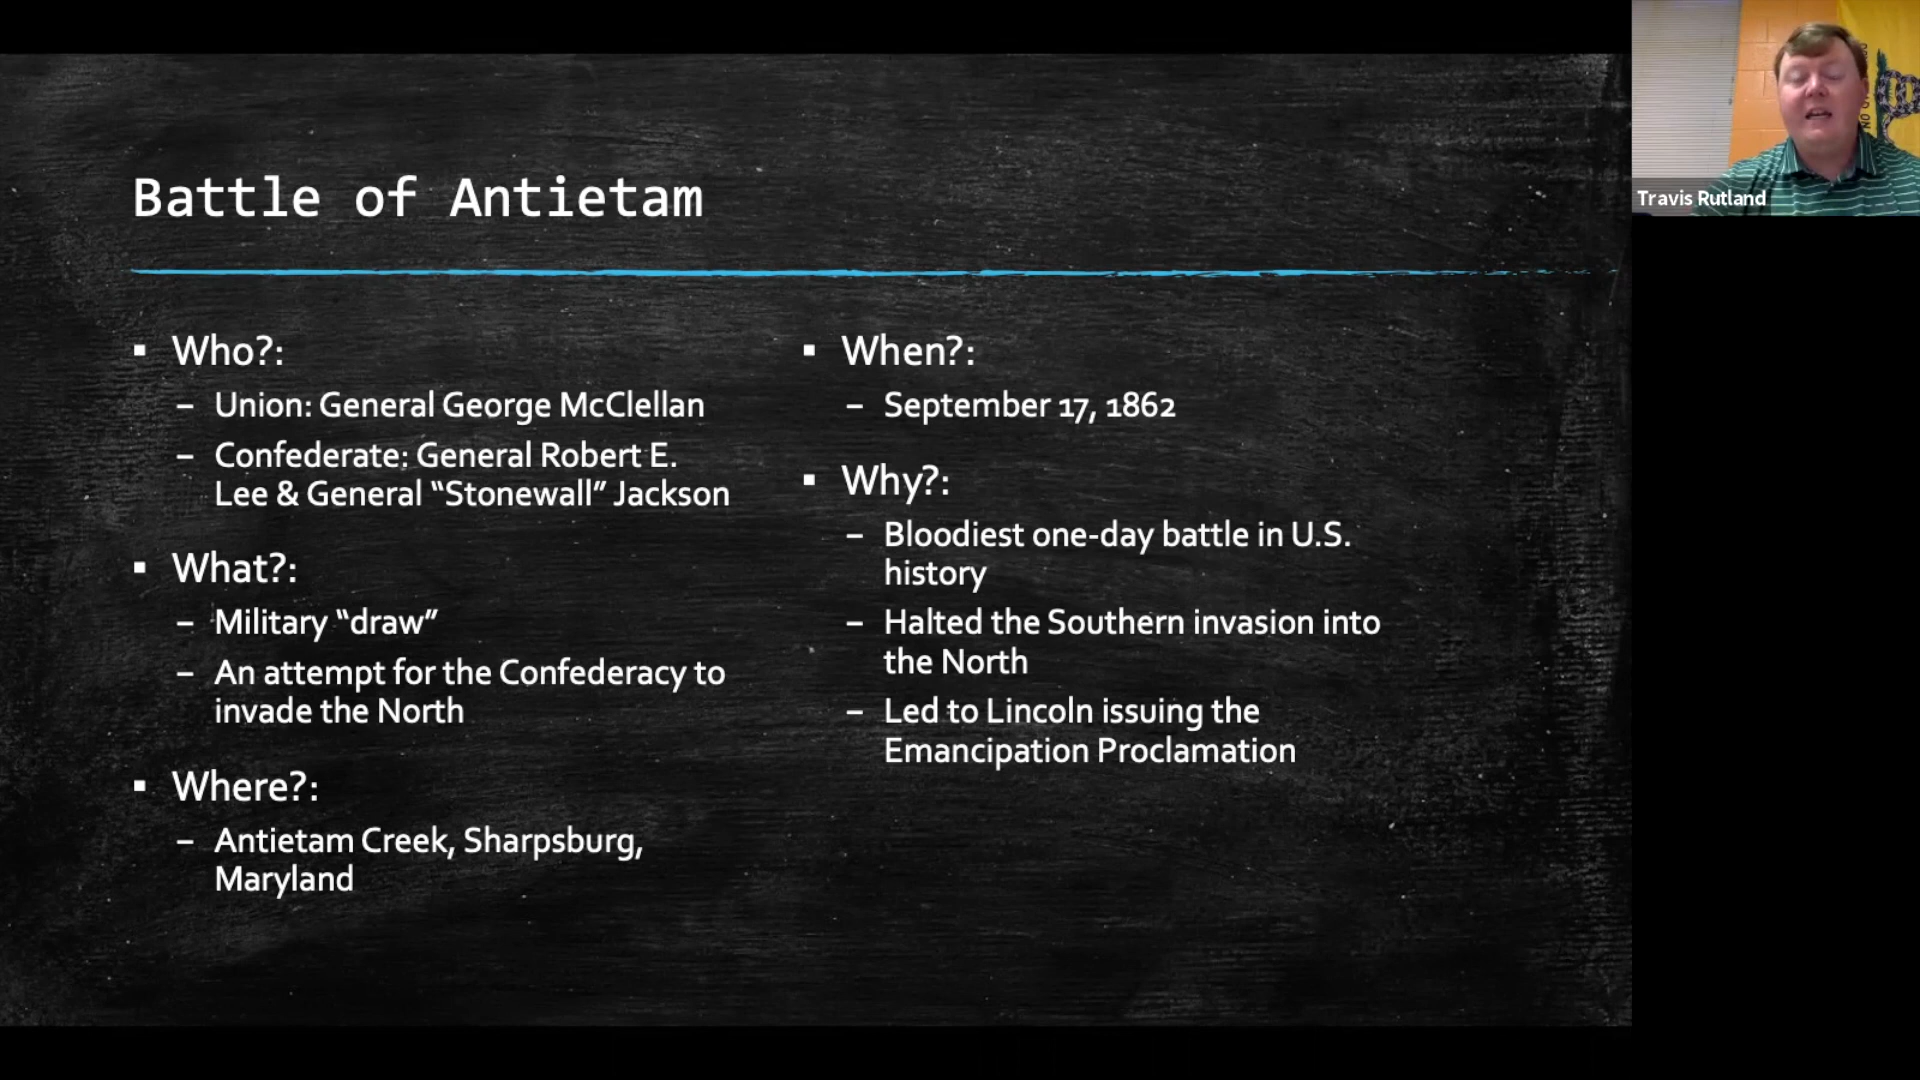 Battle of Antietam
▪ Who?:
– Union: General George McClellan
– Confederate: General Robert E.
Lee & General “Stonewall” Jackson
▪ What?:
– Military “draw”
– An attempt for the Confederacy to
invade the North
▪ Where?:
– Antietam Creek, Sharpsburg,
Maryland
▪ When?:
– September 17, 1862
▪ Why?:
– Bloodiest one-day battle in U.S.
history
– Halted the Southern invasion into
the North
– Led to Lincoln issuing the
Emancipation Proclamation
Travis Rutland